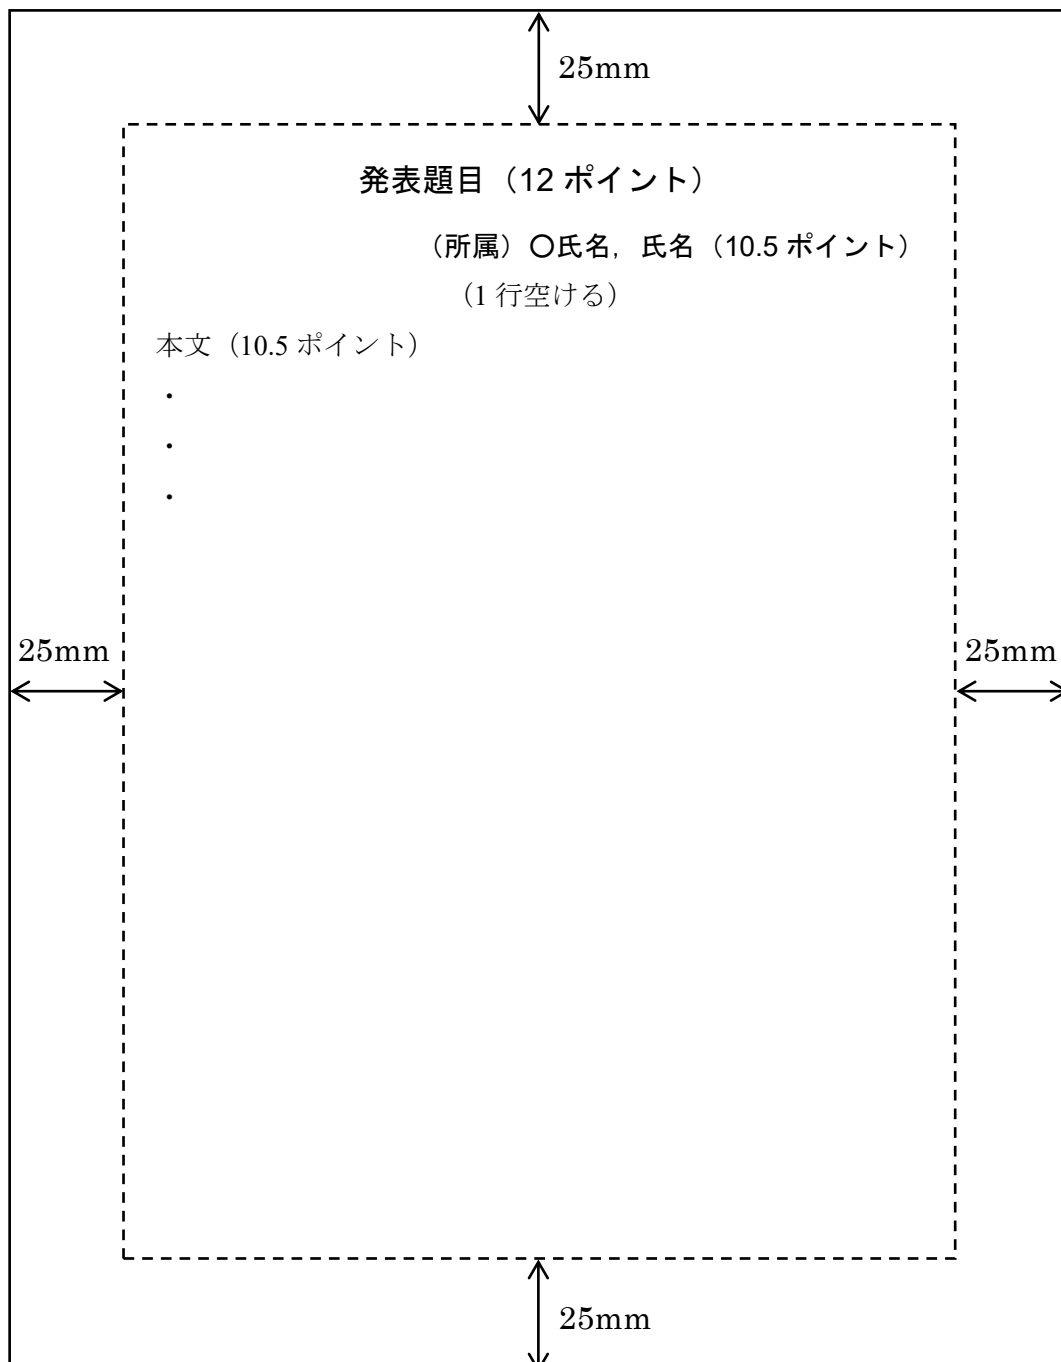 25mm
発表題目（12 ポイント）
（所属）〇氏名，氏名（10.5 ポイント）
（1 行空ける）
本文（10.5 ポイント）
・
・
・
25mm
25mm
25mm